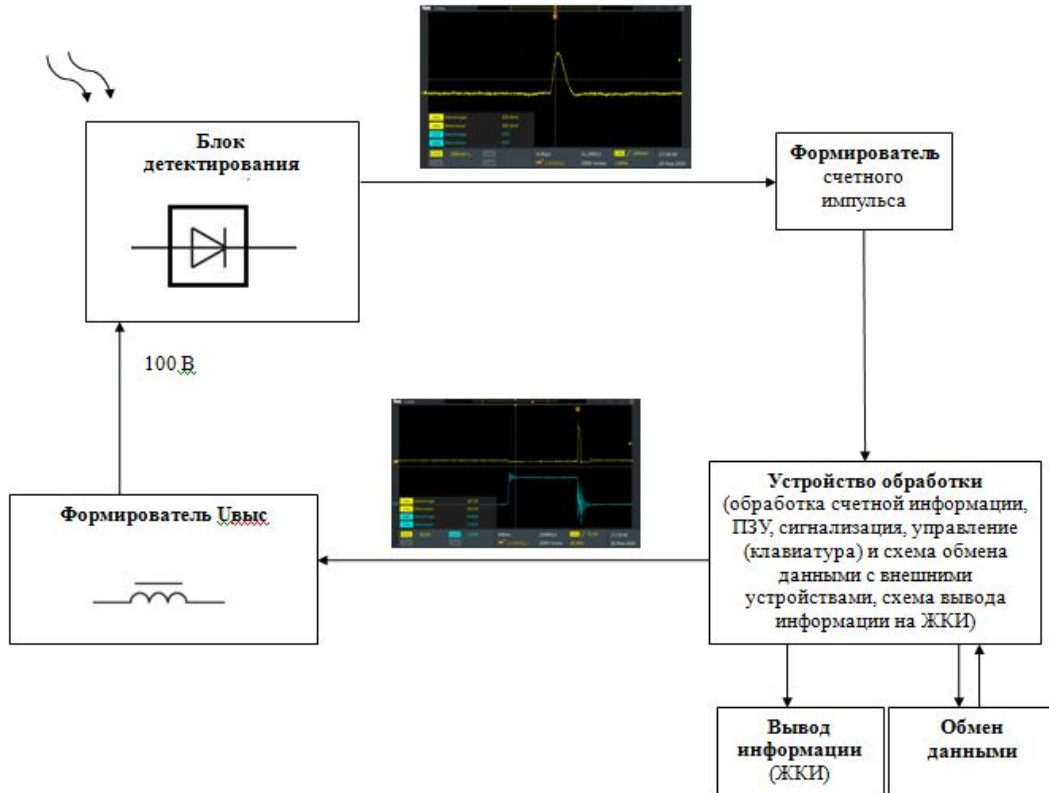 Блок
детектирования
Формирователь
счетного
импульса
100 В
Формирователь Uвыс
Устройство обработки
(обработка счетной информации,
ПЗУ, сигнализация, управление
(клавиатура) и схема обмена
данными с внешними
устройствами, схема вывода
информации на ЖКИ)
Вывод
информации
(ЖКИ)
Обмен
данными